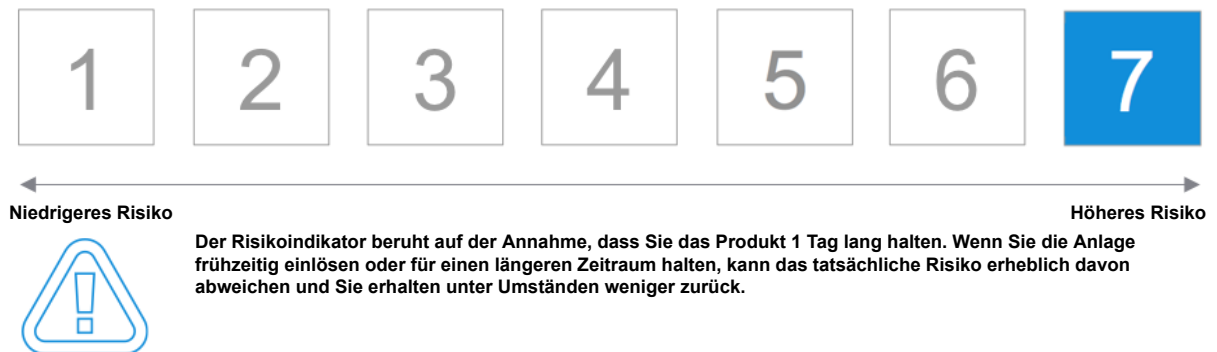 1 2 3 4 5 6 7
Niedrigeres Risiko Höheres Risiko
Der Risikoindikator beruht auf der Annahme, dass Sie das Produkt 1 Tag lang halten. Wenn Sie die Anlage
frühzeitig einlösen oder für einen längeren Zeitraum halten, kann das tatsächliche Risiko erheblich davon
abweichen und Sie erhalten unter Umständen weniger zurück.